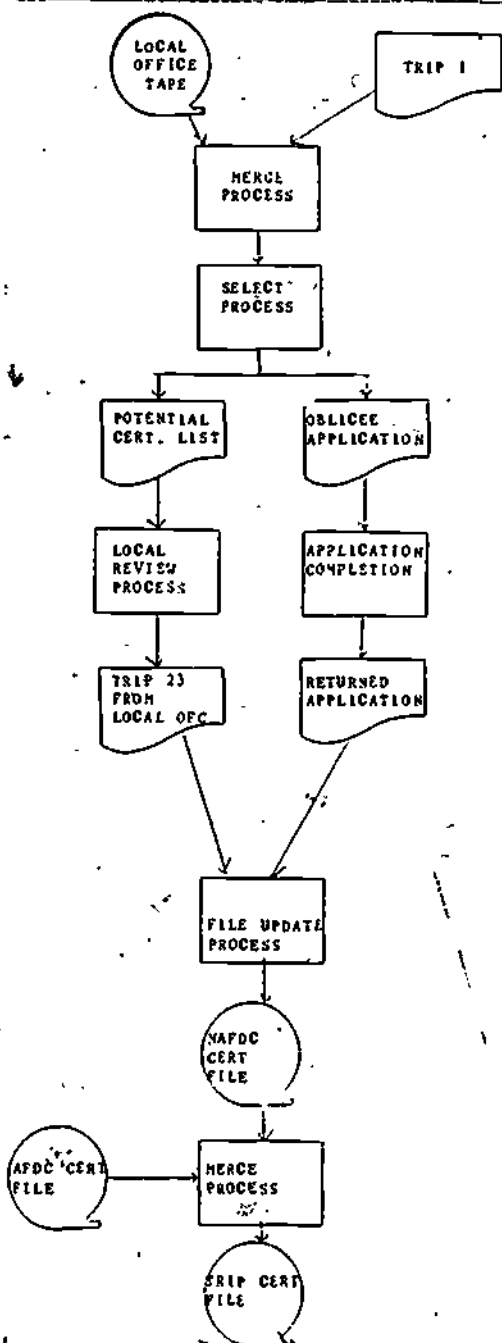 LOCAL
OFFICE
TAPE
TRIP 1
MERGE
PROCESS
SELECT
PROCESS
POTENTIAL
CERT. LIST
OBLIGEE
APPLICATION
LOCAL
REVIEW
PROCESS
APPLICATION
COMPLETION
TRIP 23
FROM
LOCAL OFC
RETURNED
APPLICATION
FILE UPDATE
PROCESS
NAFDC
CERT
FILE
AFDC CERT
FILE
MERGE
PROCESS
SRIP CERT
FILE